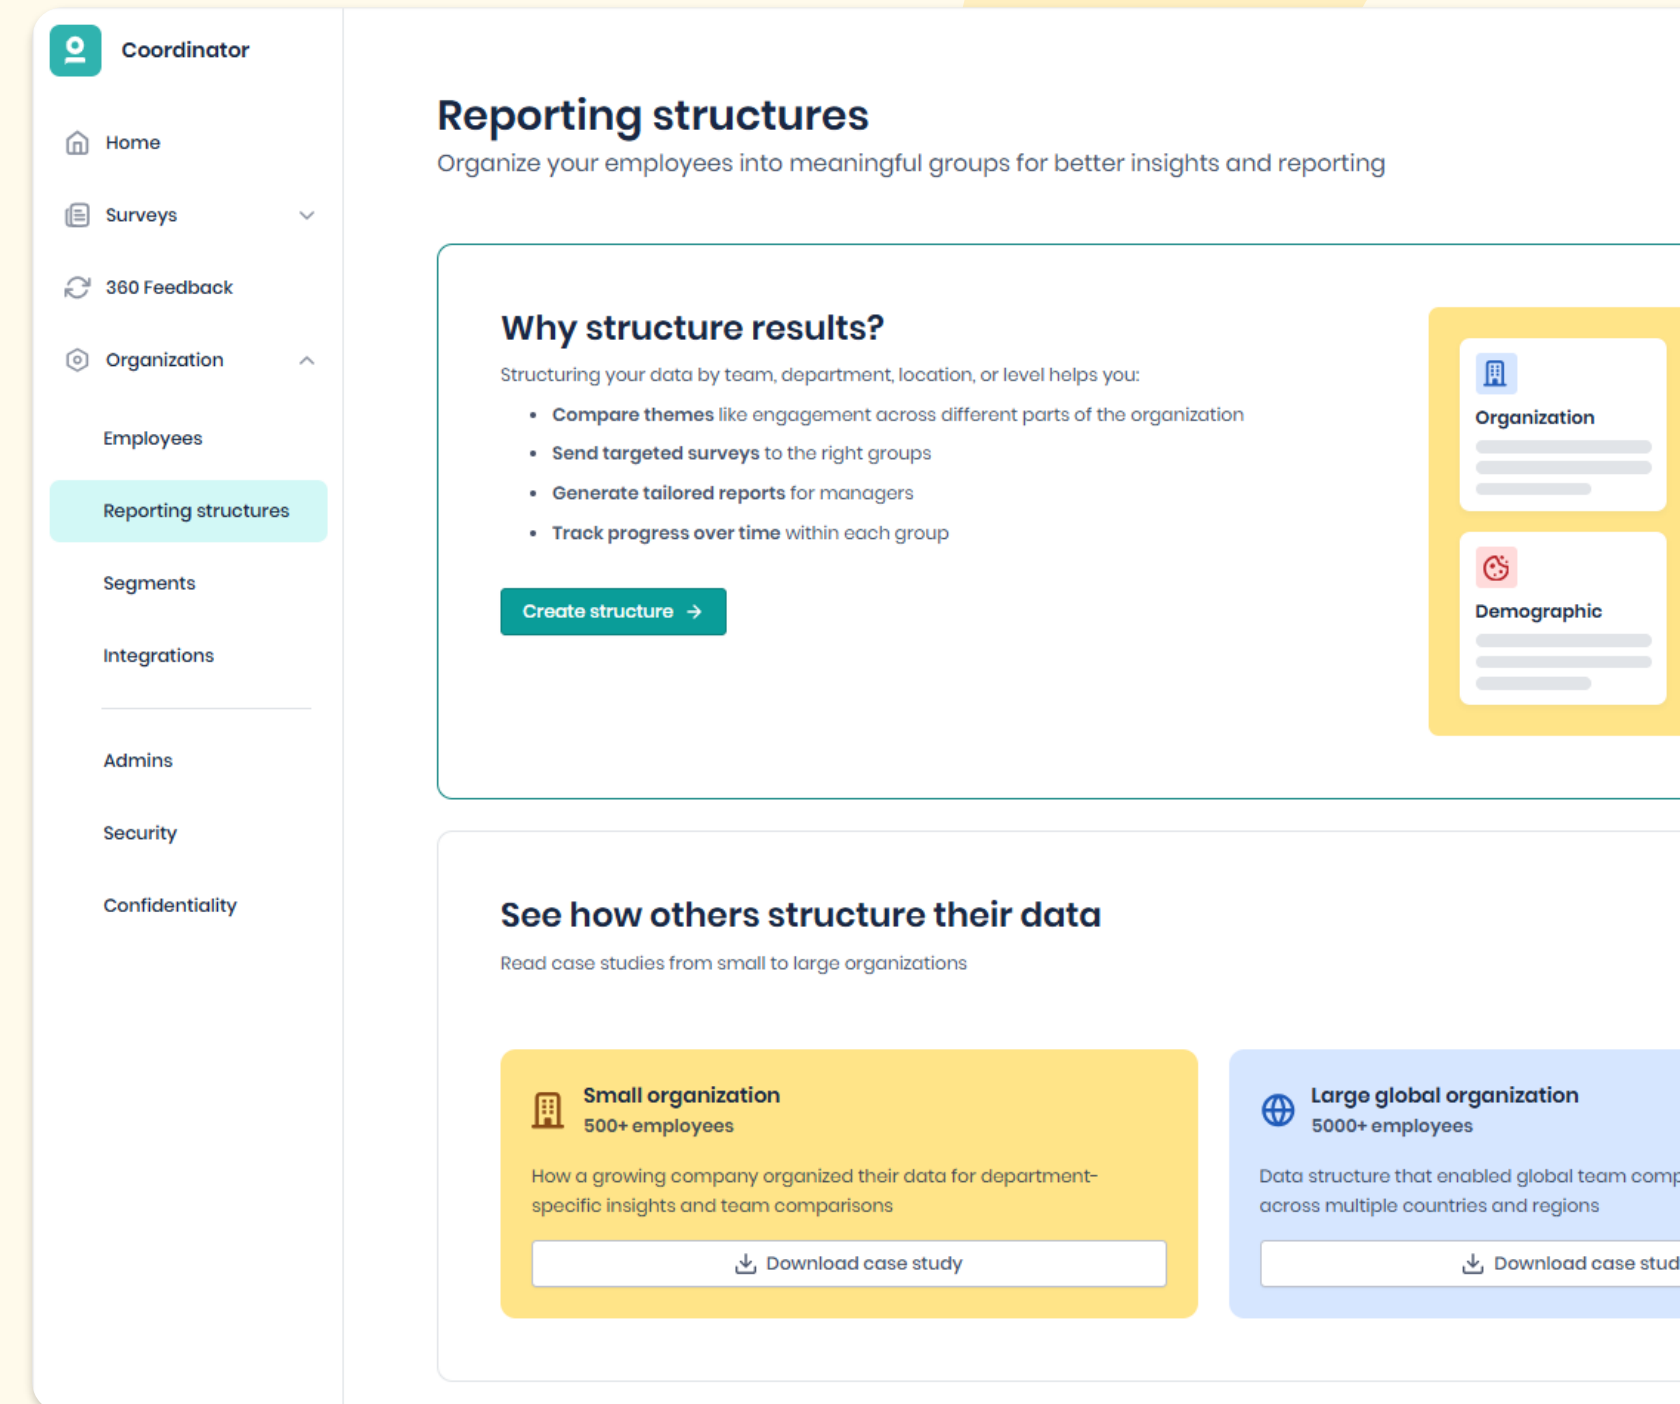 Coordinator
Home
Surveys
360 Feedback
Organization
Employees
Reporting structures
Segments
Integrations
Admins
Security
Confidentiality
Reporting structures
Organize your employees into meaningful groups for better insights and reporting
Why structure results?
Structuring your data by team, department, location, or level helps you:
• Compare themes like engagement across different parts of the organization
• Send targeted surveys to the right groups
• Generate tailored reports for managers
• Track progress over time within each group
Create structure →
Organization
Demographic
See how others structure their data
Read case studies from small to large organizations
Small organization
500+ employees
How a growing company organized their data for department-
specific insights and team comparisons
Download case study
Large global organization
5000+ employees
Data structure that enabled global team comp
across multiple countries and regions
Download case stud